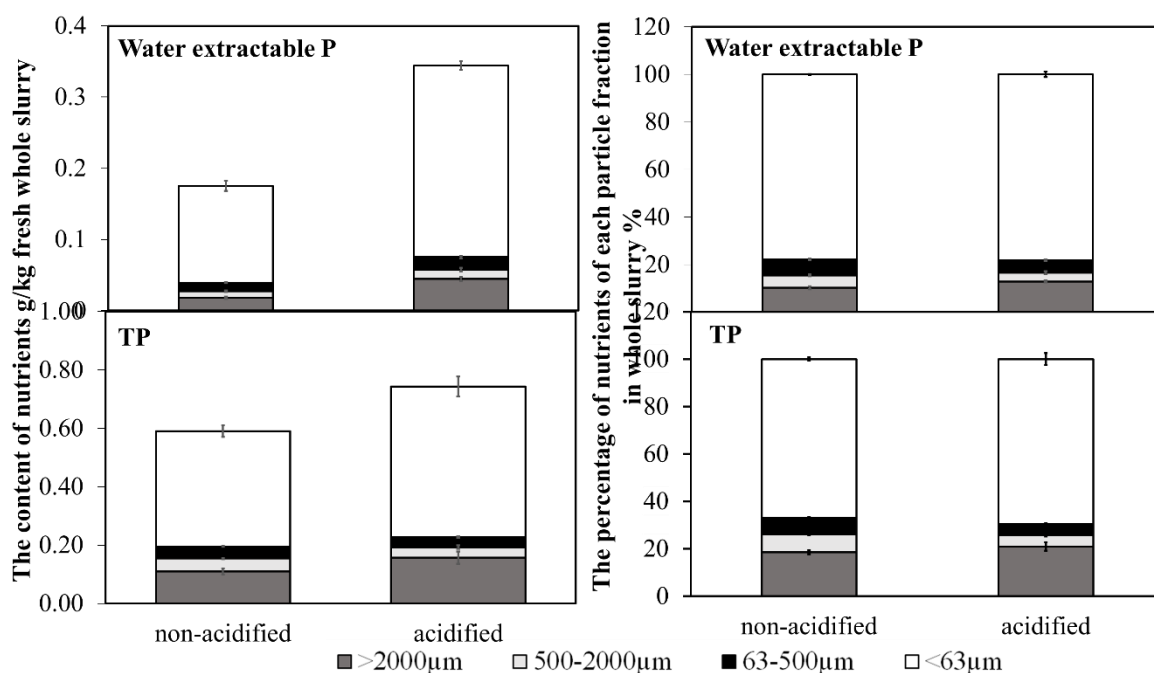 The content of nutrients g/kg fresh whole slurry
Water extractable P
0.4
0.3
0.2
0.1
0
TP
1.00
0.80
0.60
0.40
0.20
0.00
non-acidified
acidified
The percentage of nutrients of each particle fraction
in whole slurry %
Water extractable P
120
100
80
60
40
20
TP
120
100
80
60
40
20
0
non-acidified
acidified
>2000µm
500-2000µm
63-500µm
<63µm